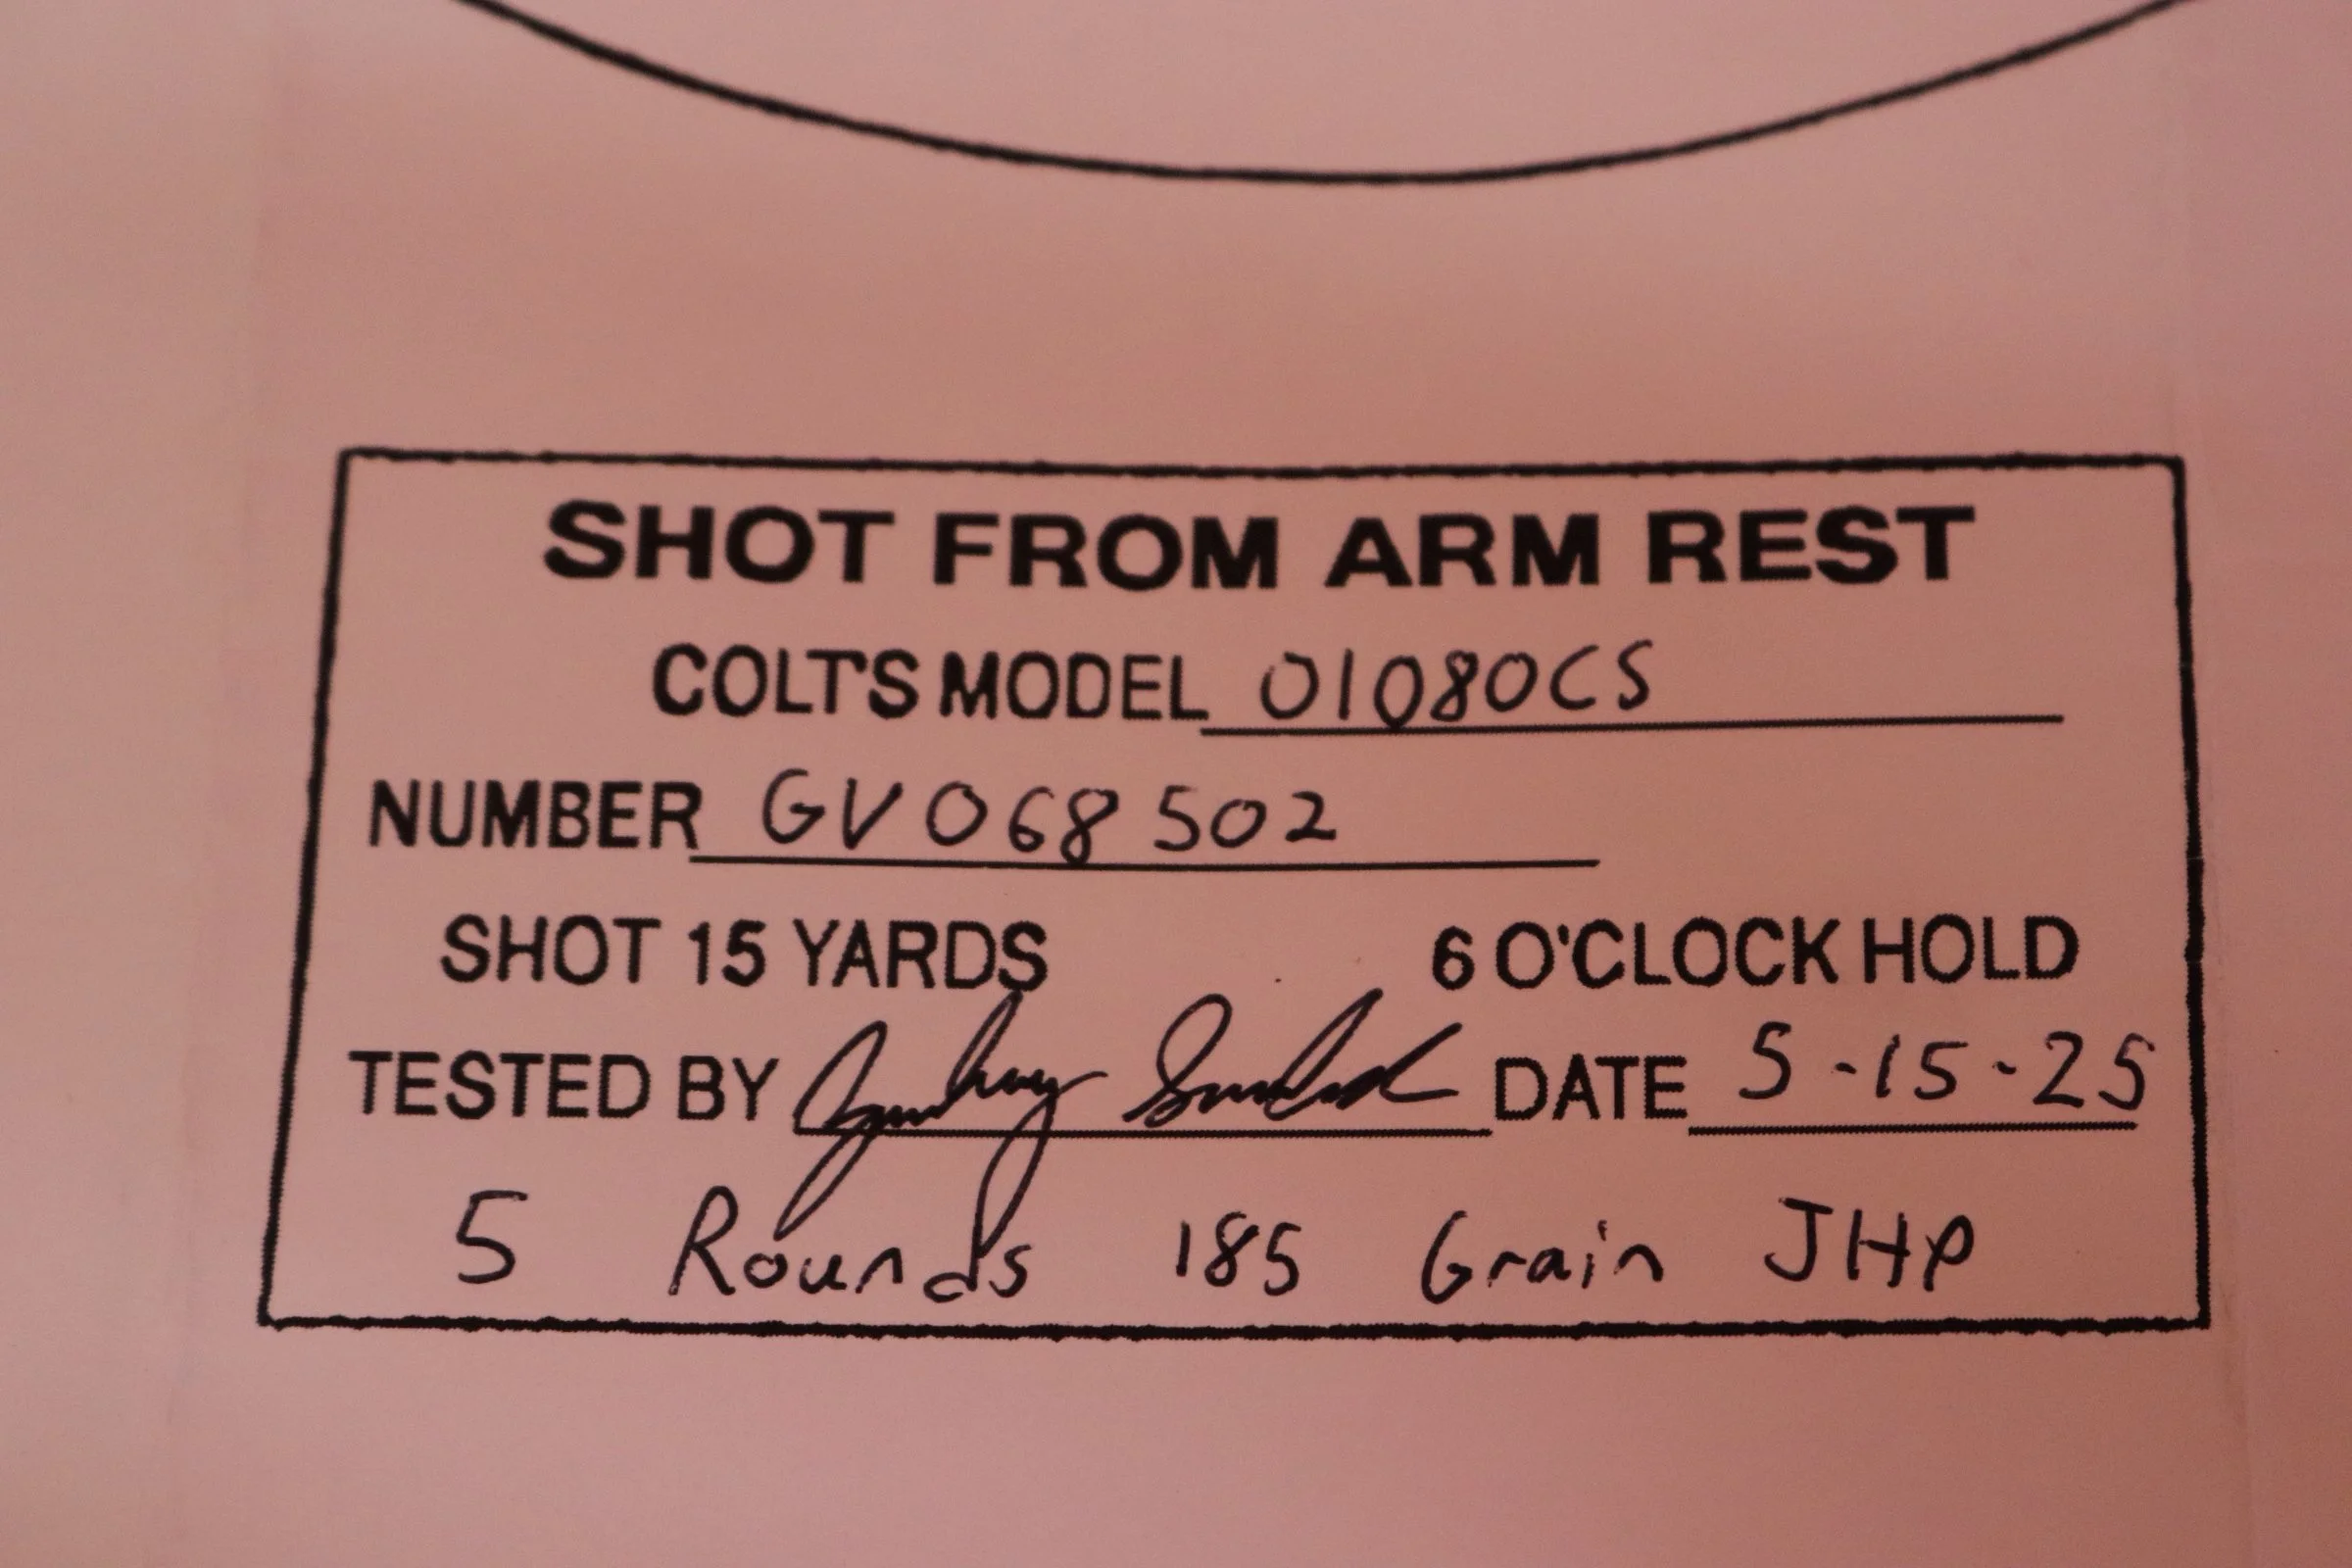 SHOT FROM ARM REST
COLT'S MODEL 01080CS
NUMBER GV068502
SHOT 15 YARDS 6 O'CLOCK HOLD
TESTED BY DATE 5-15-25
5 Rounds 185 Grain JHP